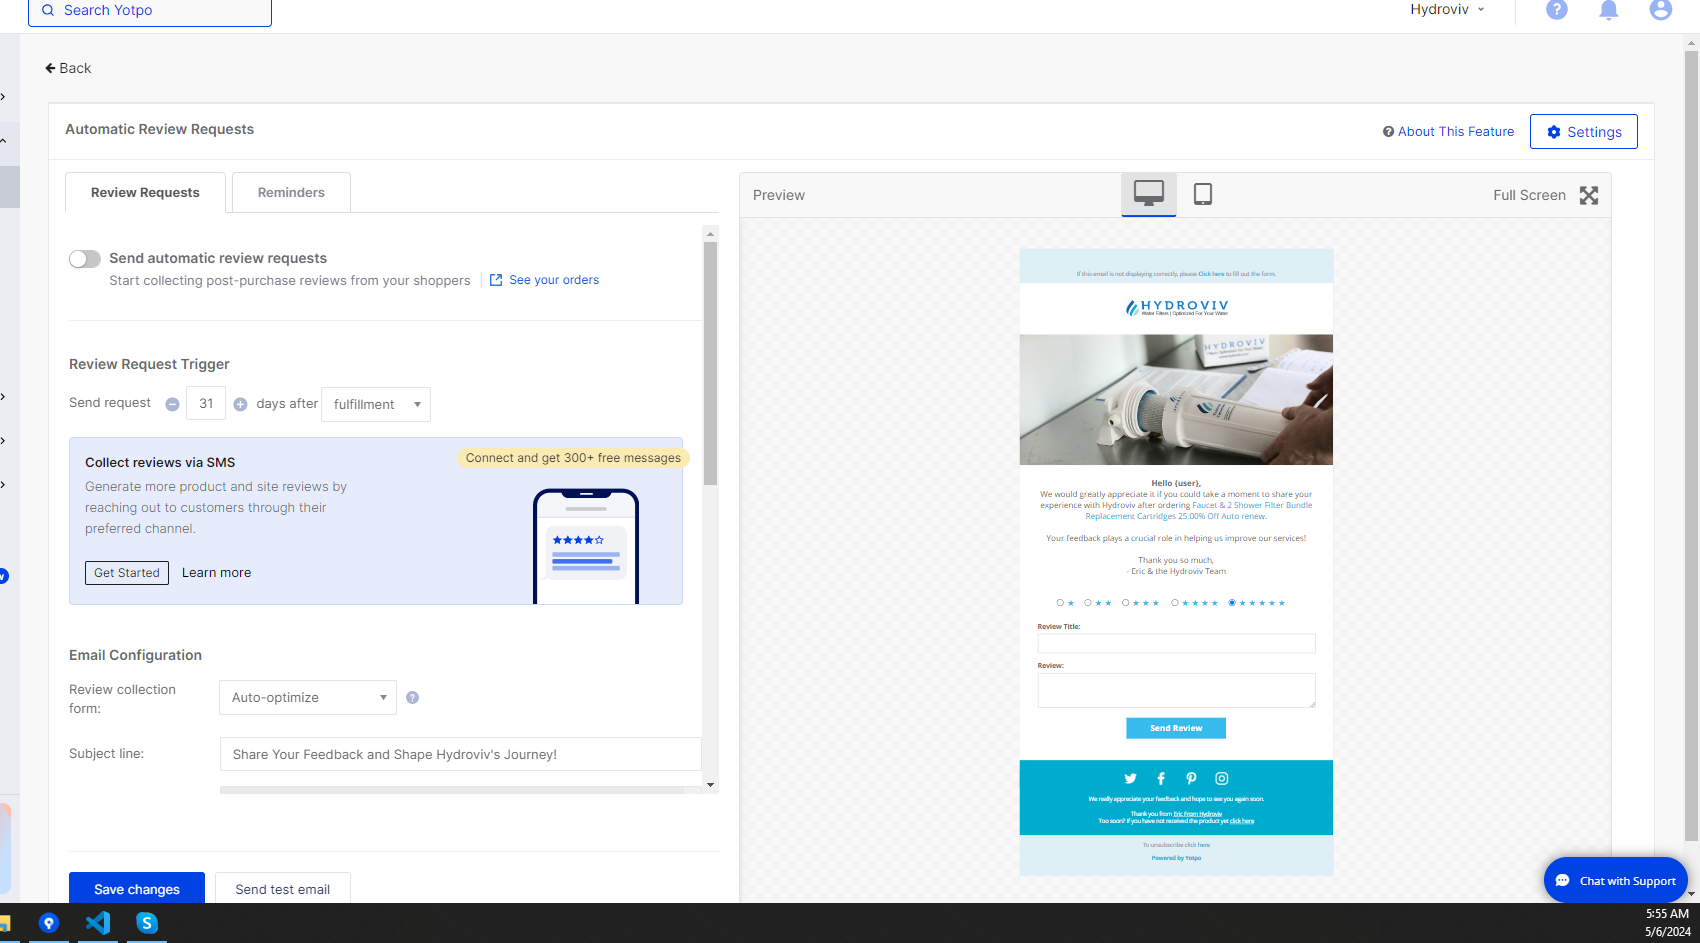 Search Yotpo
Hydroviv
Back
Automatic Review Requests
About This Feature
Settings
Review Requests
Reminders
Send automatic review requests
Start collecting post-purchase reviews from your shoppers
See your orders
Review Request Trigger
Send request 31 days after fulfillment
Collect reviews via SMS
Connect and get 300+ free messages
Generate more product and site reviews by
reaching out to customers through their
preferred channel.
Get Started
Learn more
Email Configuration
Review collection
form:
Auto-optimize
Subject line:
Share Your Feedback and Shape Hydroviv's Journey!
Save changes
Send test email
Preview
Full Screen
If this email is not displaying correctly, please Click here to fill out the form.
HYDROVIV
Water Filters | Optimized For Your Water
HYDROVIV
Hello {user},
We would greatly appreciate it if you could take a moment to share your
experience with Hydroviv after ordering Faucet & 2 Shower Filter Bundle
Replacement Cartridges 25.00% Off Auto renew.
Your feedback plays a crucial role in helping us improve our services!
Thank you so much,
- Eric & the Hydroviv Team
Review Title:
Review:
Send Review
We really appreciate your feedback and hope to see you again soon.
Thank you from Eric From Hydroviv
Too soon? If you have not received the product yet click here
To unsubscribe click here
Powered by Yotpo
Chat with Support
5:55 AM
5/6/2024